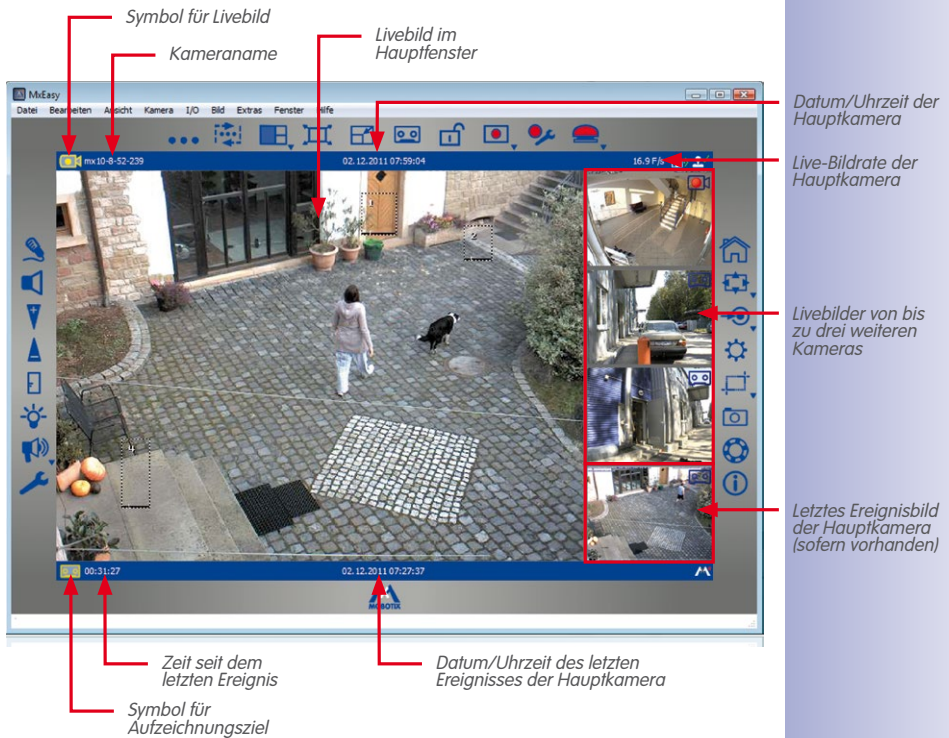 Symbol für Livebild
Kameraname
Livebild im
Hauptfenster
MxEasy
Datei Bearbeiten Ansicht Kamera I/O Bild Extras Fenster Hilfe
Datum/Uhrzeit der
Hauptkamera
mx10-8-52-239 02.12.2011 07:59:04 16.9 F/s
Live-Bildrate der
Hauptkamera
1
2
Livebilder von bis
zu drei weiteren
Kameras
4
Letztes Ereignisbild
der Hauptkamera
(sofern vorhanden)
00:31:27 02.12.2011 07:27:37
MOBOTIX
Zeit seit dem
letzten Ereignis
Datum/Uhrzeit des letzten
Ereignisses der Hauptkamera
Symbol für
Aufzeichnungsziel